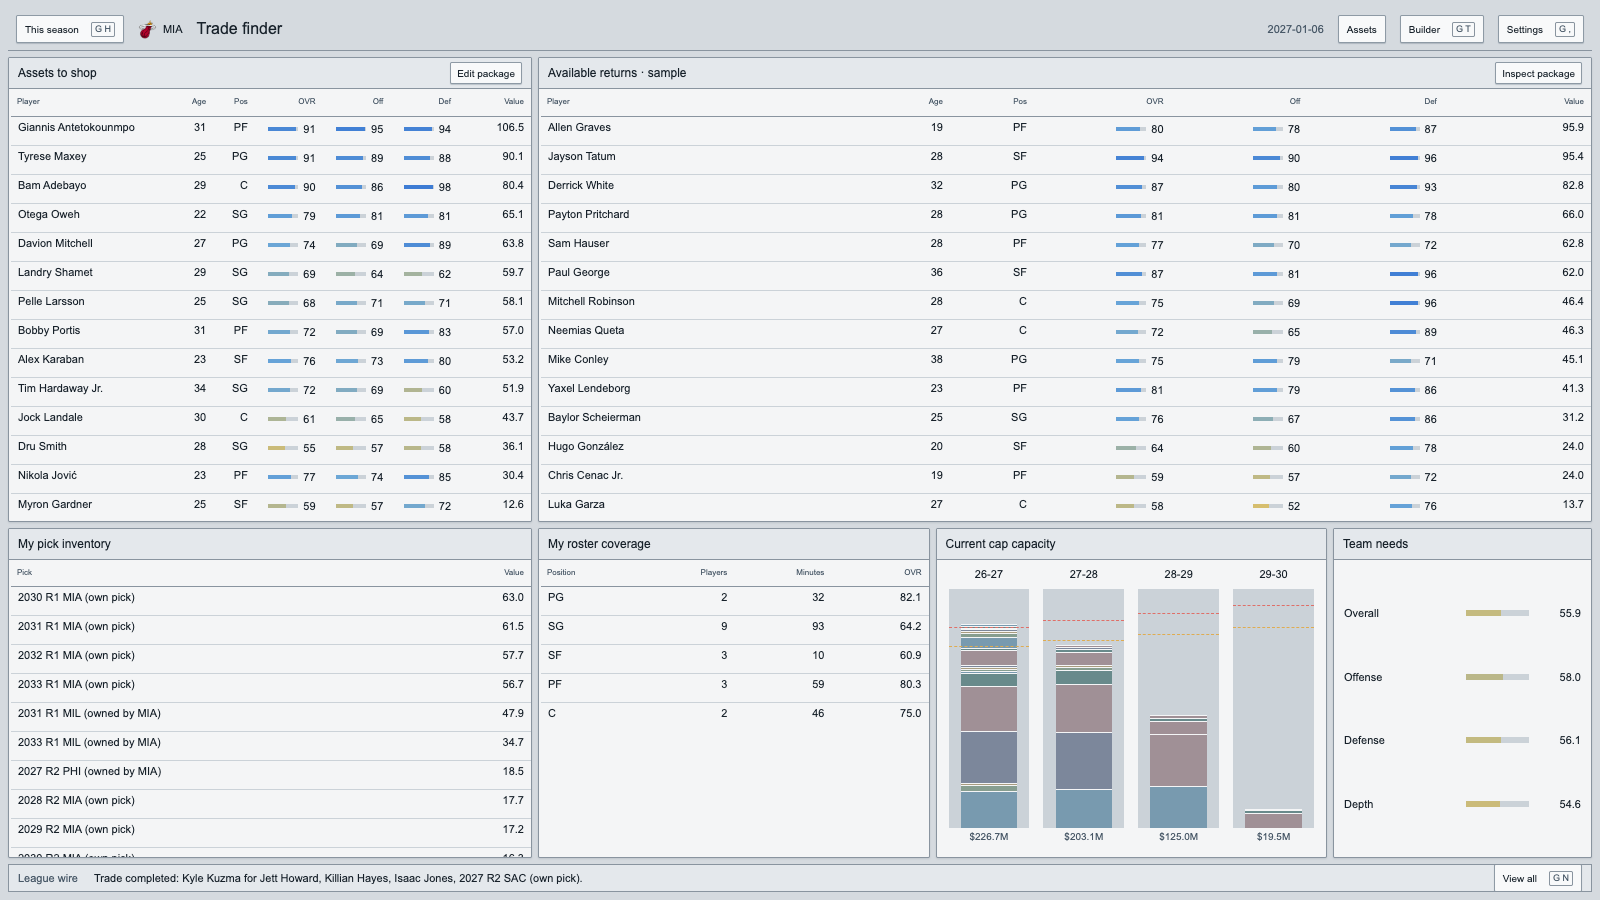 This season G H MIA Trade finder 2027-01-06 Assets Builder G T Settings G ,
Assets to shop Edit package
Player Age Pos OVR Off Def Value
Giannis Antetokounmpo 31 PF 91 95 94 106.5
Tyrese Maxey 25 PG 91 89 88 90.1
Bam Adebayo 29 C 90 86 98 80.4
Otega Oweh 22 SG 79 81 81 65.1
Davion Mitchell 27 PG 74 69 89 63.8
Landry Shamet 29 SG 69 64 62 59.7
Pelle Larsson 25 SG 68 71 71 58.1
Bobby Portis 31 PF 72 69 83 57.0
Alex Karaban 23 SF 76 73 80 53.2
Tim Hardaway Jr. 34 SG 72 69 60 51.9
Jock Landale 30 C 61 65 58 43.7
Dru Smith 28 SG 55 57 58 36.1
Nikola Jović 23 PF 77 74 85 30.4
Myron Gardner 25 SF 59 57 72 12.6
Available returns · sample Inspect package
Player Age Pos OVR Off Def Value
Allen Graves 19 PF 80 78 87 95.9
Jayson Tatum 28 SF 94 90 96 95.4
Derrick White 32 PG 87 80 93 82.8
Payton Pritchard 28 PG 81 81 78 66.0
Sam Hauser 28 PF 77 70 72 62.8
Paul George 36 SF 87 81 96 62.0
Mitchell Robinson 28 C 75 69 96 46.4
Neemias Queta 27 C 72 65 89 46.3
Mike Conley 38 PG 75 79 71 45.1
Yaxel Lendeborg 23 PF 81 79 86 41.3
Baylor Scheierman 25 SG 76 67 86 31.2
Hugo González 20 SF 64 60 78 24.0
Chris Cenac Jr. 19 PF 59 57 72 24.0
Luka Garza 27 C 58 52 76 13.7
My pick inventory
Pick Value
2030 R1 MIA (own pick) 63.0
2031 R1 MIA (own pick) 61.5
2032 R1 MIA (own pick) 57.7
2033 R1 MIA (own pick) 56.7
2031 R1 MIL (owned by MIA) 47.9
2033 R1 MIL (owned by MIA) 34.7
2027 R2 PHI (owned by MIA) 18.5
2028 R2 MIA (own pick) 17.7
2029 R2 MIA (own pick) 17.2
2030 R2 MIA (own pick) 16.3
My roster coverage
Position Players Minutes OVR
PG 2 32 82.1
SG 9 93 64.2
SF 3 10 60.9
PF 3 59 80.3
C 2 46 75.0
Current cap capacity
26-27 27-28 28-29 29-30
$226.7M $203.1M $125.0M $19.5M
Team needs
Overall 55.9
Offense 58.0
Defense 56.1
Depth 54.6
League wire Trade completed: Kyle Kuzma for Jett Howard, Killian Hayes, Isaac Jones, 2027 R2 SAC (own pick). View all G N